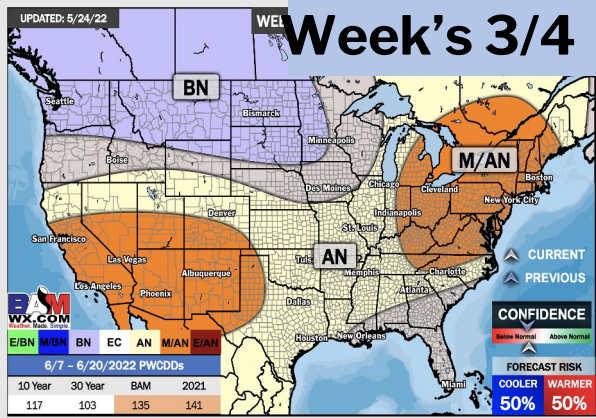 UPDATED: 5/24/22
WEE
Week's 3/4
BN
Seattle
Bismarck
Minneapolis
Boise
M/AN
Boston
Des Moines
Chicago
Cleveland
New York City
Denver
Indianapolis
San Francisco
St. Louis
CURRENT
Las Vegas
AN
Tuls
Albuquerque
Memphis
Charlotte
PREVIOUS
Los Angeles
Phoenix
Atlanta
Dallas
BAM
WX.COM
Weather. Made. Simple.
CONFIDENCE
Below Normal
Above Normal
Houston
New Orleans
E/BN M/BN BN EC AN M/AN E/AN
6/7 – 6/20/2022 PWCDDs
FORECAST RISK
COOLER WARMER
50% 50%
Miami
10 Year 30 Year BAM 2021
117 103 135 141